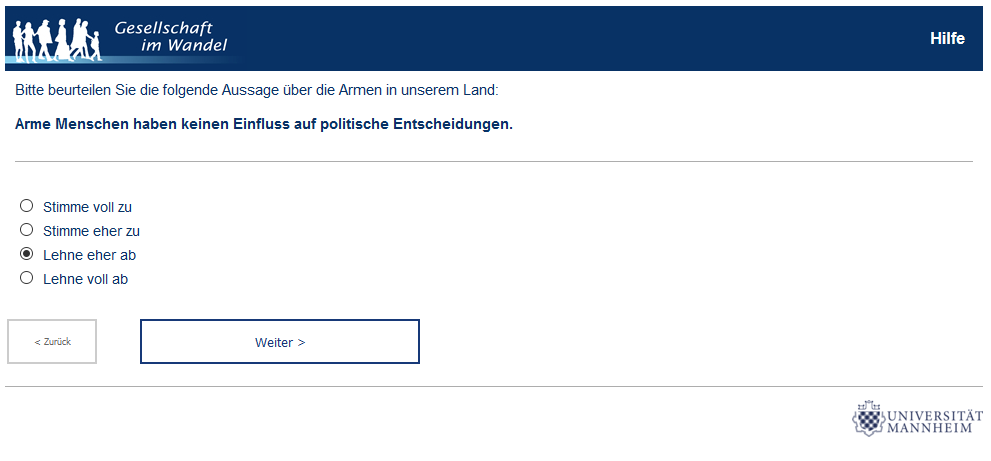 Gesellschaft
im Wandel
Hilfe
Bitte beurteilen Sie die folgende Aussage über die Armen in unserem Land:
Arme Menschen haben keinen Einfluss auf politische Entscheidungen.
Stimme voll zu
Stimme eher zu
Lehne eher ab
Lehne voll ab
< Zurück
Weiter >
UNIVERSITÄT
MANNHEIM